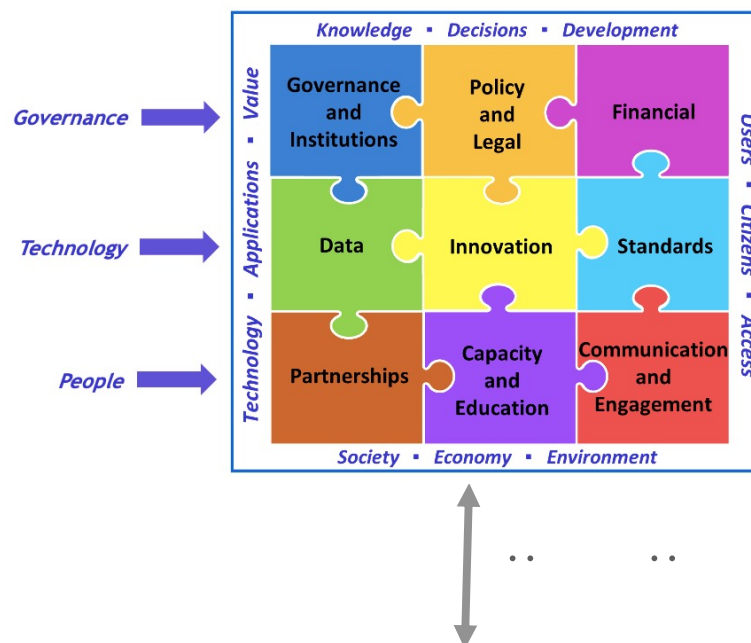 Knowledge ▪ Decisions ▪ Development
Governance
Technology
People
Technology ▪ Applications ▪ Value
Governance
and
Institutions
Policy
and
Legal
Financial
Data
Innovation
Standards
Partnerships
Capacity
and
Education
Communication
and
Engagement
Users ▪ Citizens ▪ Access
Society ▪ Economy ▪ Environment